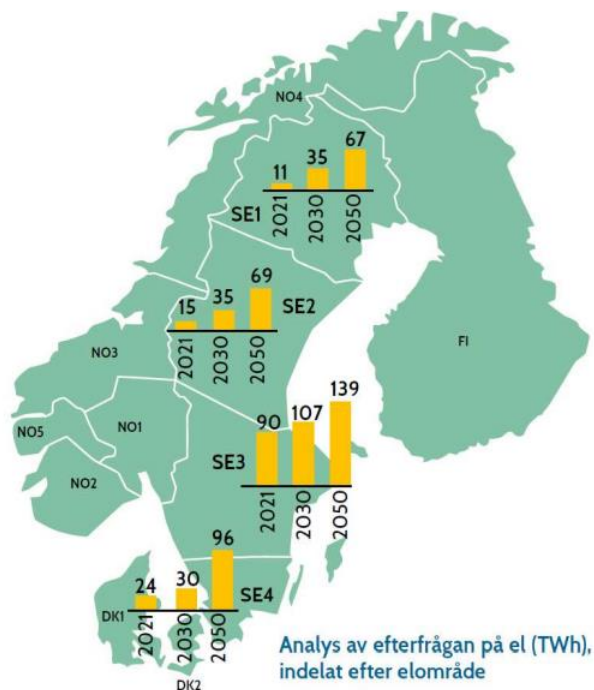 NO4
11 35 67
SE1
2021 2030 2050
15 35 69
SE2
2021 2030 2050
NO3
FI
90 107 139
SE3
2021 2030 2050
NO5
NO1
NO2
24 30 96
SE4
2021 2030 2050
DK1
DK2
Analys av efterfrågan på el (TWh),
indelat efter elområde